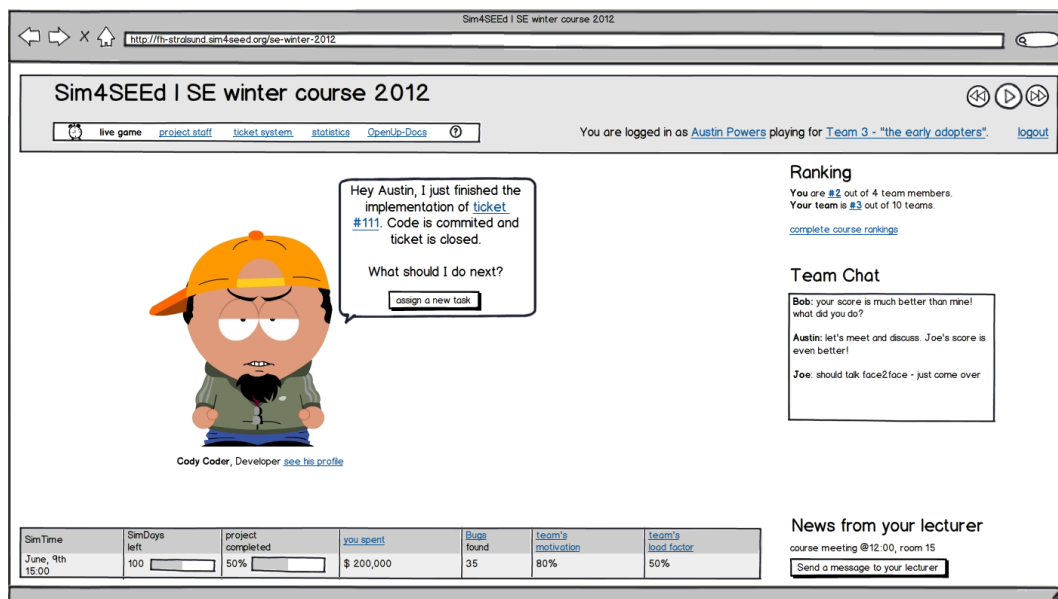 Sim4SEEd | SE winter course 2012
http://fh-stralsund.sim4seed.org/se-winter-2012
Sim4SEEd | SE winter course 2012
live game project staff ticket system statistics OpenUp-Docs ?
You are logged in as Austin Powers playing for Team 3 - "the early adopters". logout
Hey Austin, I just finished the
implementation of ticket
#111. Code is commited and
ticket is closed.
What should I do next?
assign a new task
Cody Coder, Developer see his profile
Ranking
You are #2 out of 4 team members.
Your team is #3 out of 10 teams.
complete course rankings
Team Chat
Bob: your score is much better than mine!
what did you do?
Austin: let's meet and discuss. Joe's score is
even better!
Joe: should talk face2face - just come over
SimTime
SimDays
left
project
completed
you spent
Bugs
found
team's
motivation
team's
load factor
June, 9th
15:00
100
50%
$ 200,000
35
80%
50%
News from your lecturer
course meeting @12:00, room 15
Send a message to your lecturer